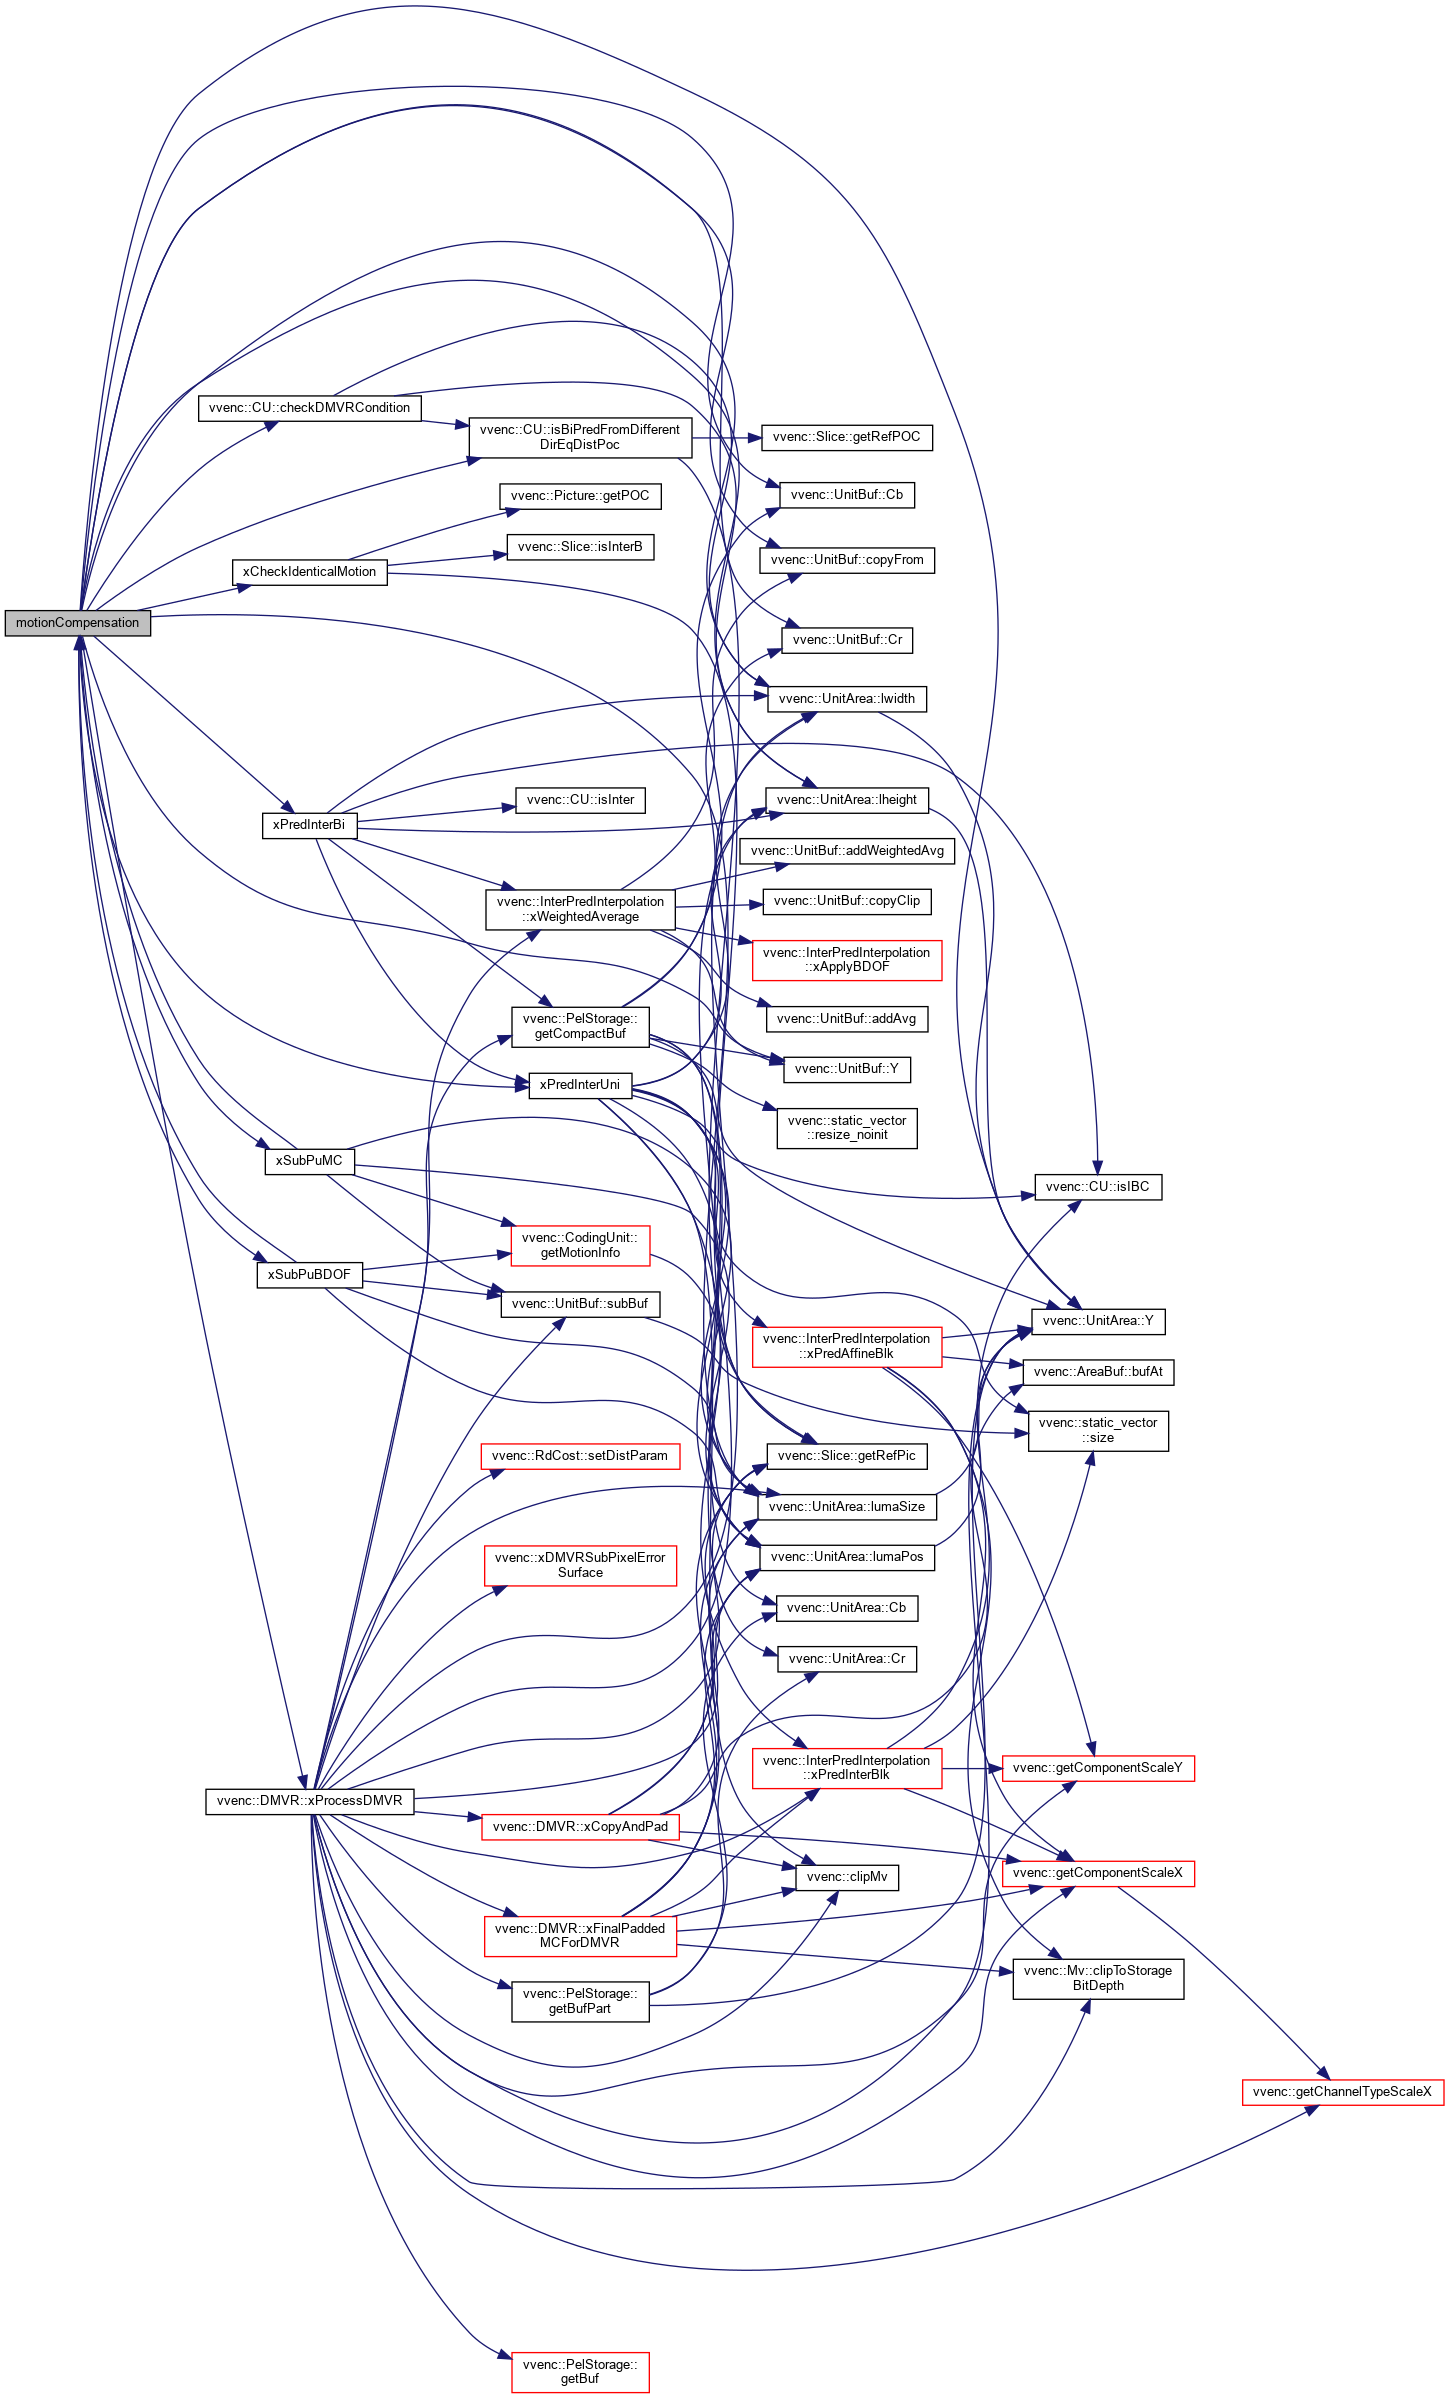 motionCompensation
vvenc::CU::checkDMVRCondition
xCheckIdenticalMotion
xPredInterBi
xSubPuMC
xSubPuBDOF
vvenc::DMVR::xProcessDMVR
vvenc::CU::isBiPredFromDifferent
DirEqDistPoc
vvenc::Picture::getPOC
vvenc::Slice::isInterB
vvenc::CU::isInter
vvenc::InterPredInterpolation
::xWeightedAverage
vvenc::PelStorage::
getCompactBuf
xPredInterUni
vvenc::CodingUnit::
getMotionInfo
vvenc::UnitBuf::subBuf
vvenc::RdCost::setDistParam
vvenc::xDMVRSubPixelError
Surface
vvenc::DMVR::xCopyAndPad
vvenc::DMVR::xFinalPadded
MCForDMVR
vvenc::PelStorage::
getBufPart
vvenc::PelStorage::
getBuf
vvenc::Slice::getRefPOC
vvenc::UnitBuf::Cb
vvenc::UnitBuf::copyFrom
vvenc::UnitBuf::Cr
vvenc::UnitArea::lwidth
vvenc::UnitArea::lheight
vvenc::UnitBuf::addWeightedAvg
vvenc::UnitBuf::copyClip
vvenc::InterPredInterpolation
::xApplyBDOF
vvenc::UnitBuf::addAvg
vvenc::UnitBuf::Y
vvenc::static_vector
::resize_noinit
vvenc::InterPredInterpolation
::xPredAffineBlk
vvenc::Slice::getRefPic
vvenc::UnitArea::lumaSize
vvenc::UnitArea::lumaPos
vvenc::UnitArea::Cb
vvenc::UnitArea::Cr
vvenc::InterPredInterpolation
::xPredInterBlk
vvenc::clipMv
vvenc::CU::isIBC
vvenc::UnitArea::Y
vvenc::AreaBuf::bufAt
vvenc::static_vector
::size
vvenc::getComponentScaleY
vvenc::getComponentScaleX
vvenc::Mv::clipToStorage
BitDepth
vvenc::getChannelTypeScaleX